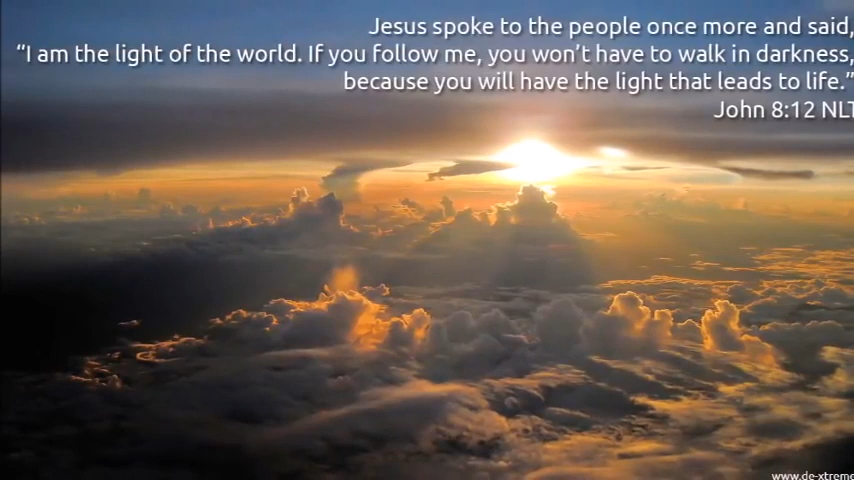 Jesus spoke to the people once more and said,
“I am the light of the world. If you follow me, you won’t have to walk in darkness,
because you will have the light that leads to life.”
John 8:12 NLT
www.de-xtreme